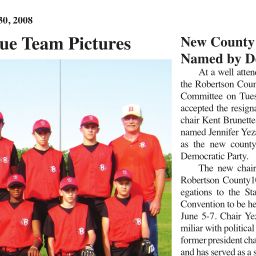 30, 2008
ue Team Pictures
New County
Named by D
At a well atten
the Robertson Coun
Committee on Tues
accepted the resigna
chair Kent Brunette
named Jennifer Yez
as the new county
Democratic Party.
The new chair
Robertson County10
egations to the Sta
Convention to be he
June 5-7. Chair Yez
miliar with political
former president cha
and has served as a s